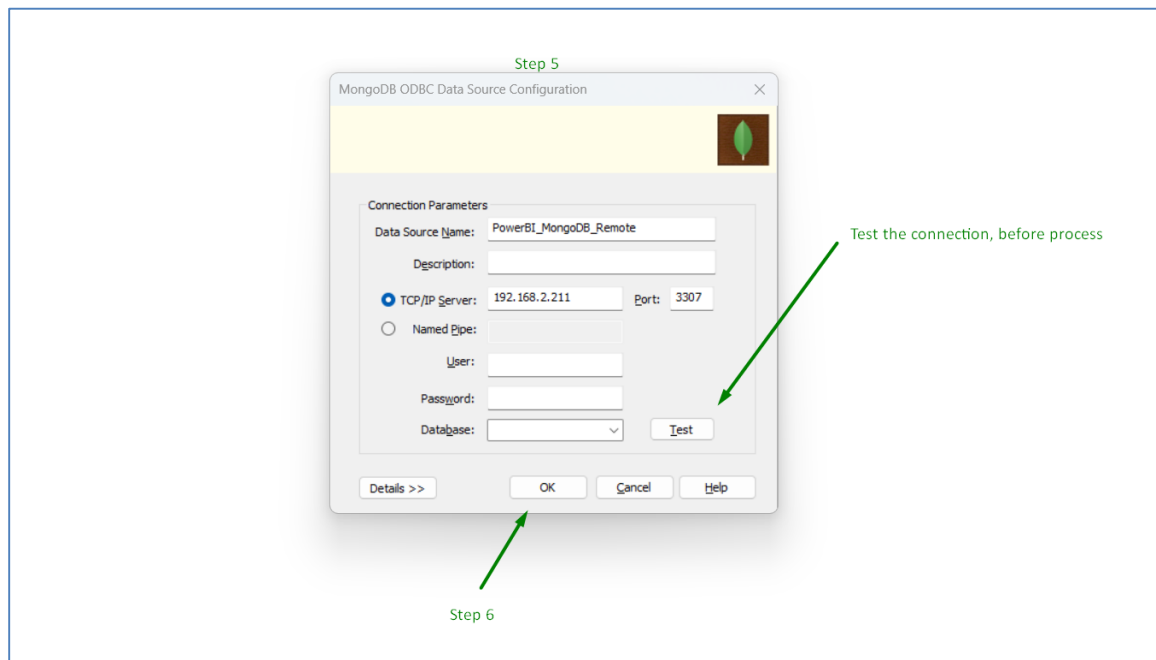 Step 5
MongoDB ODBC Data Source Configuration
Connection Parameters
Data Source Name: PowerBI_MongoDB_Remote
Description:
TCP/IP Server: 192.168.2.211 Port: 3307
Named Pipe:
User:
Password:
Database: Test
Details >> OK Cancel Help
Test the connection, before process
Step 6